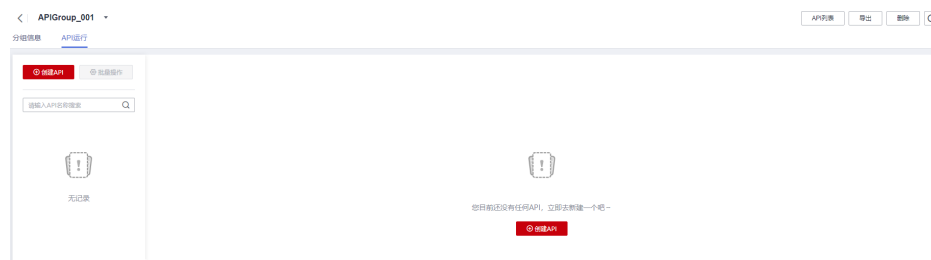 APIGroup_001
API列表 导出 删除
分组信息 API运行
创建API 批量操作
请输入API名称搜索
无记录
您目前还没有任何API，立即去新建一个吧~
创建API